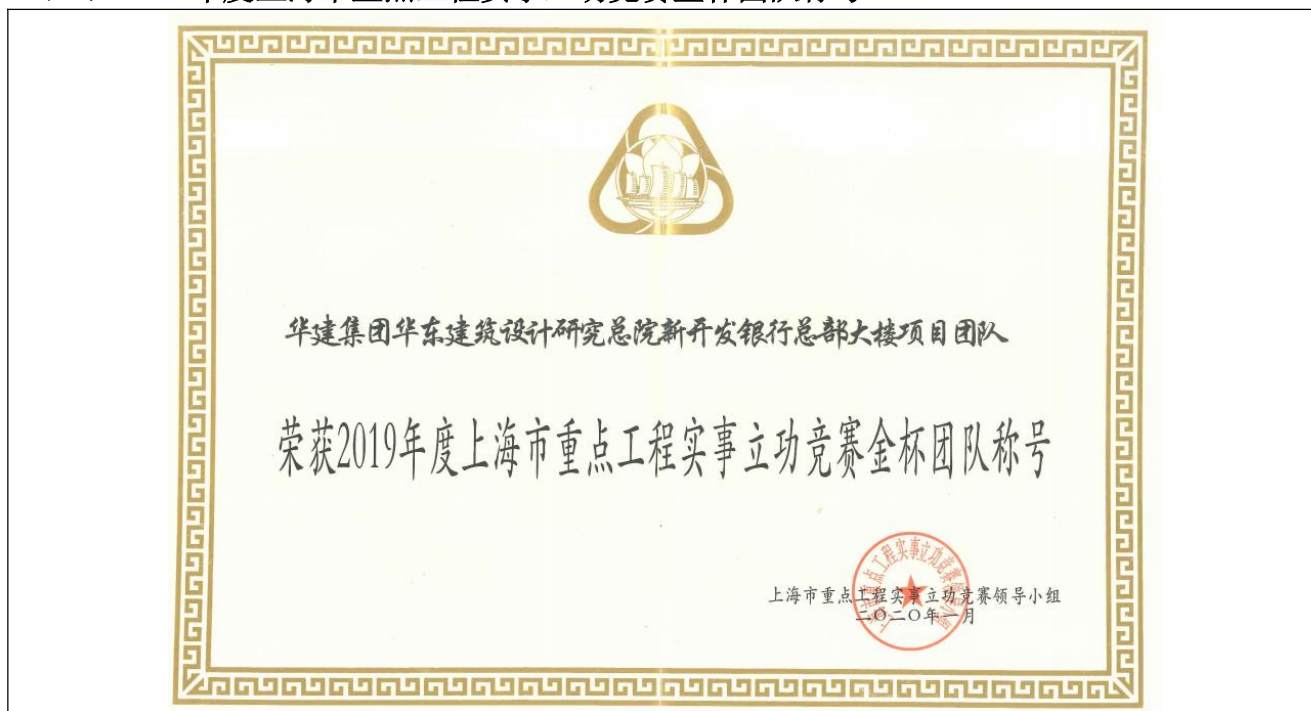 华建集团华东建筑设计研究总院新开发银行总部大楼项目团队
荣获2019年度上海市重点工程实事立功竞赛金杯团队称号
上海市重点工程实事立功竞赛领导小组
二〇二〇年一月